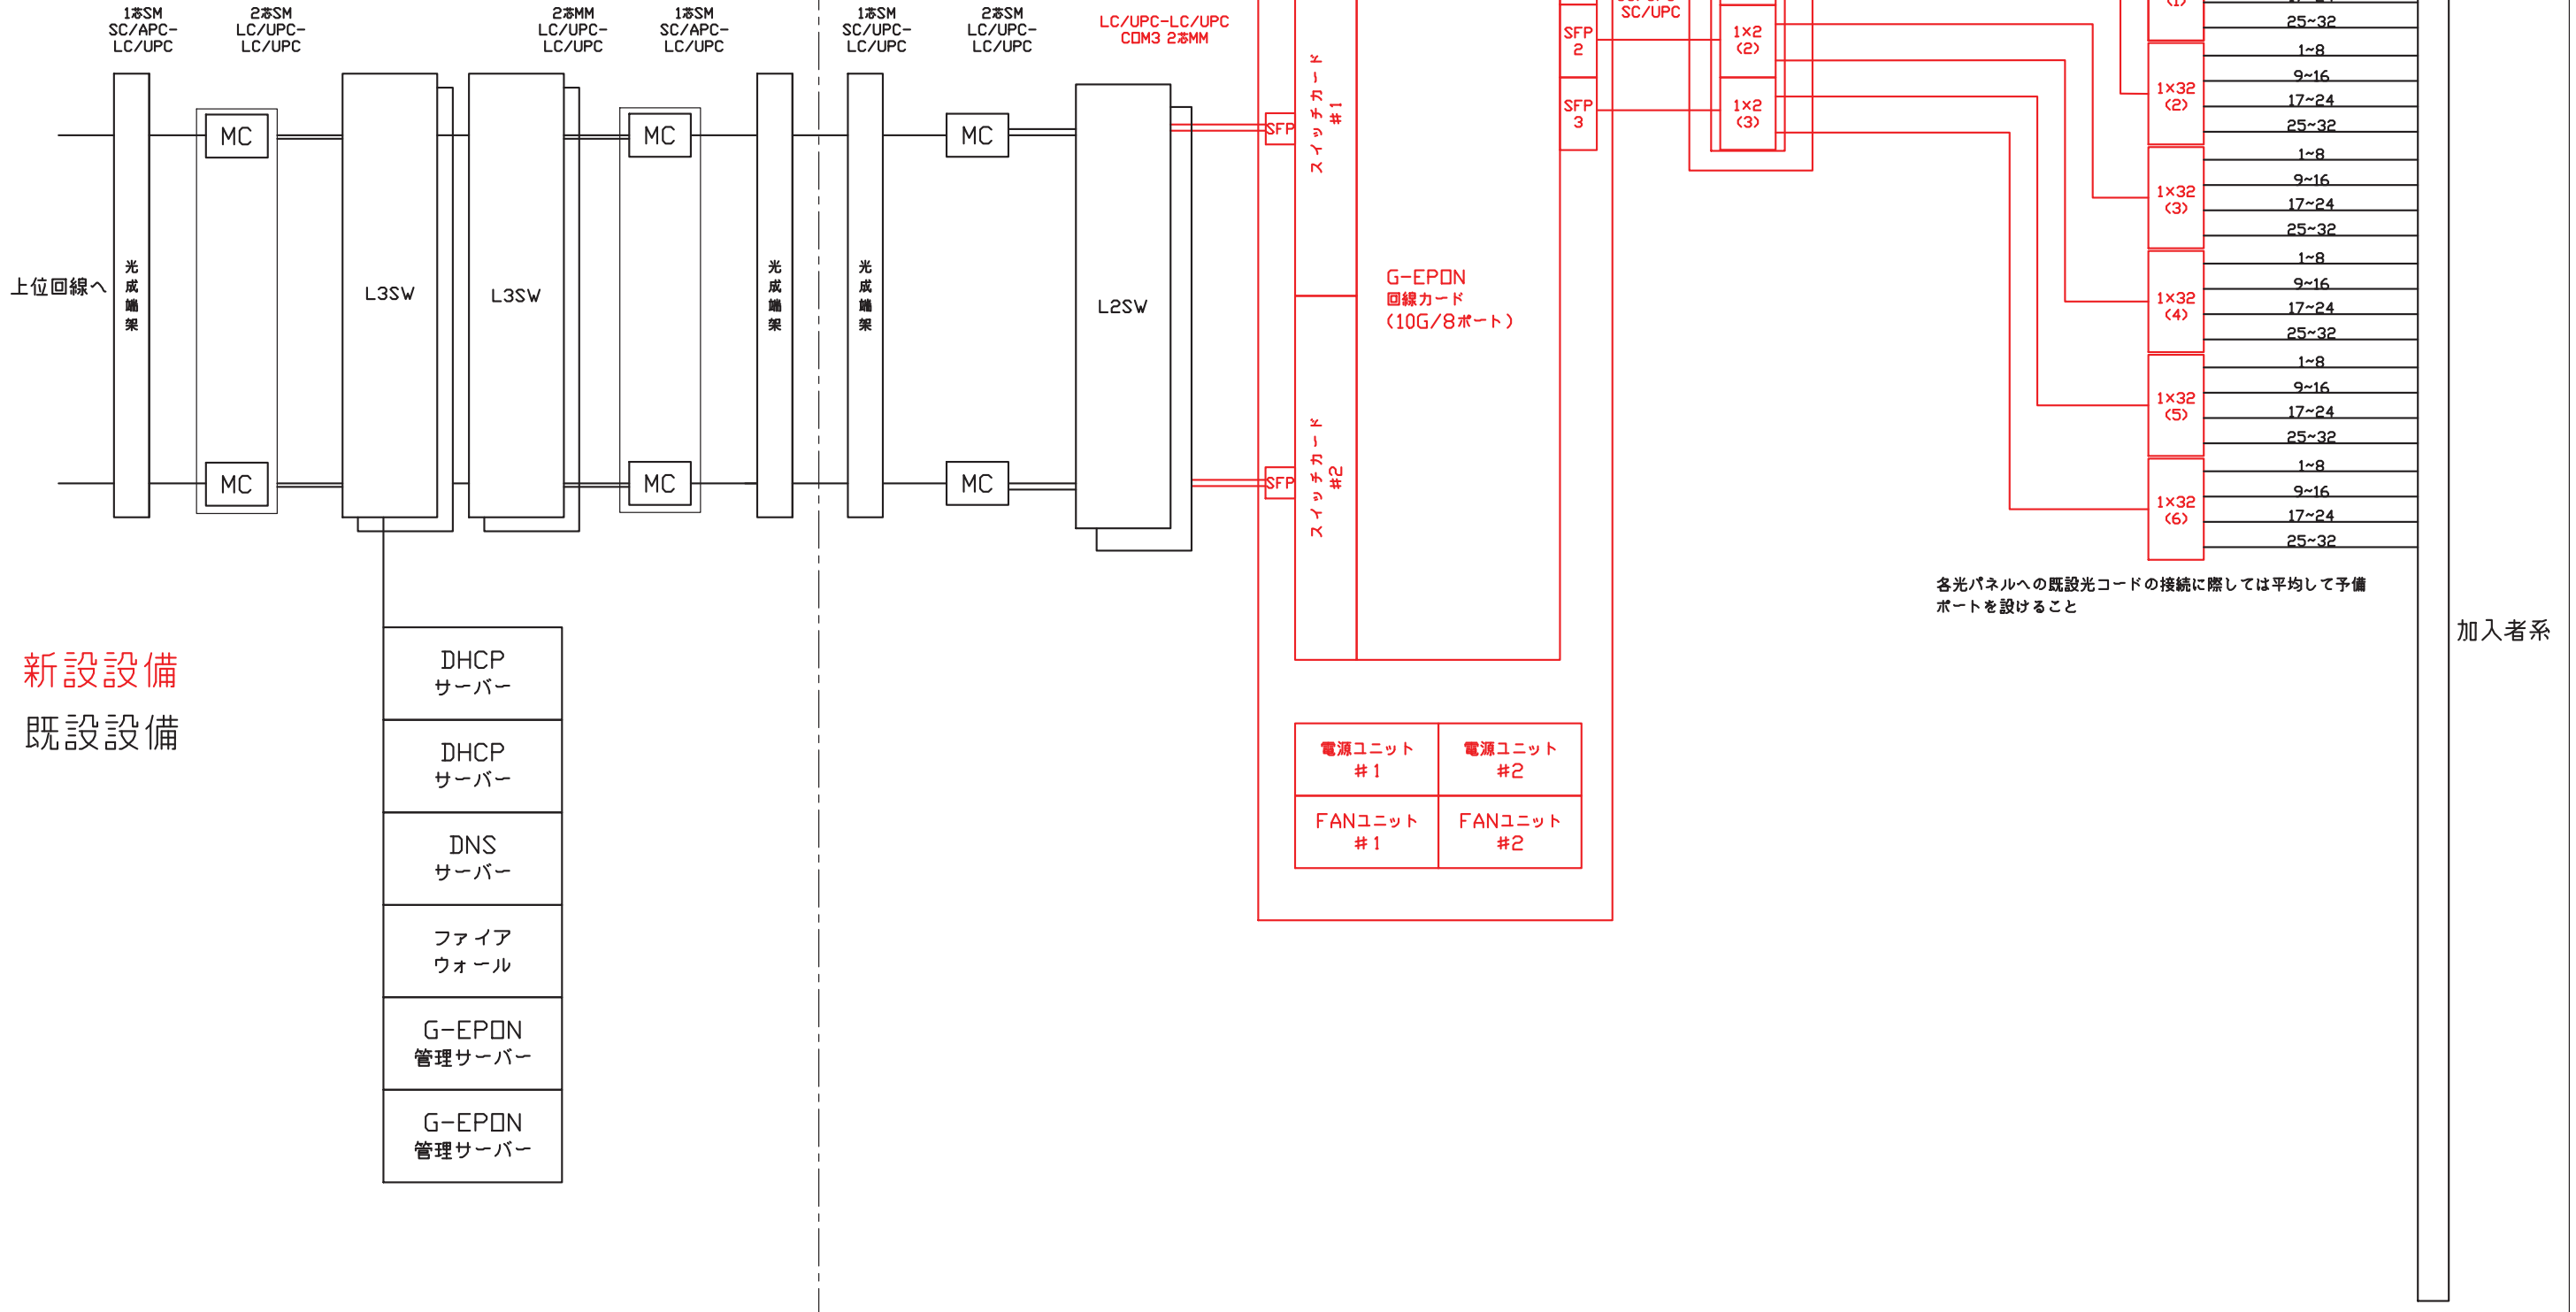 1芯SM
SC/APC-
LC/UPC
2芯SM
LC/UPC-
LC/UPC
2芯MM
LC/UPC-
LC/UPC
1芯SM
SC/APC-
LC/UPC
1芯SM
SC/UPC-
LC/UPC
2芯SM
LC/UPC-
LC/UPC
LC/UPC-LC/UPC
COM3 2芯MM
SC/UPC
上位回線へ
光成端架
MC
MC
L3SW
L3SW
MC
MC
光成端架
光成端架
MC
MC
L2SW
SFP
SFP
スイッチカード
#1
スイッチカード
#2
G-EPON
回線カード
(10G/8ポート)
SFP
2
SFP
3
1×2
(2)
1×2
(3)
(1)
25~32
1×32
(2)
1~8
9~16
17~24
25~32
1×32
(3)
1~8
9~16
17~24
25~32
1×32
(4)
1~8
9~16
17~24
25~32
1×32
(5)
1~8
9~16
17~24
25~32
1×32
(6)
1~8
9~16
17~24
25~32
各光パネルへの既設光コードの接続に際しては平均して予備
ポートを設けること
加入者系
新設設備
既設設備
DHCP
サーバー
DHCP
サーバー
DNS
サーバー
ファイア
ウォール
G-EPON
管理サーバー
G-EPON
管理サーバー
電源ユニット
#1
電源ユニット
#2
FANユニット
#1
FANユニット
#2